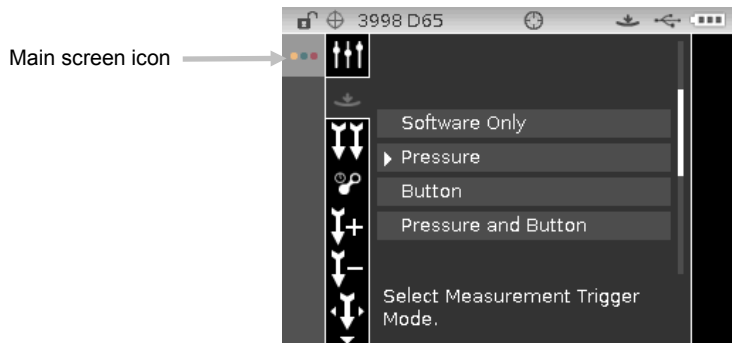 3998 D65
Main screen icon
Software Only
Pressure
Button
Pressure and Button
Select Measurement Trigger
Mode.